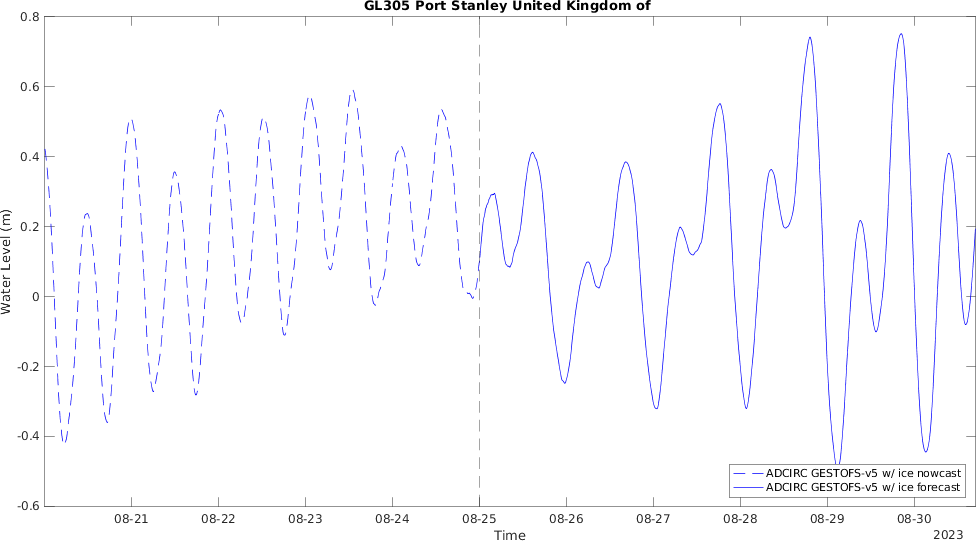 GL305 Port Stanley United Kingdom of
0.8
0.6
0.4
0.2
0
-0.2
-0.4
-0.6
Water Level (m)
ADCIRC GESTOFS-v5 w/ ice nowcast
ADCIRC GESTOFS-v5 w/ ice forecast
08-21 08-22 08-23 08-24 08-25 08-26 08-27 08-28 08-29 08-30
Time
2023